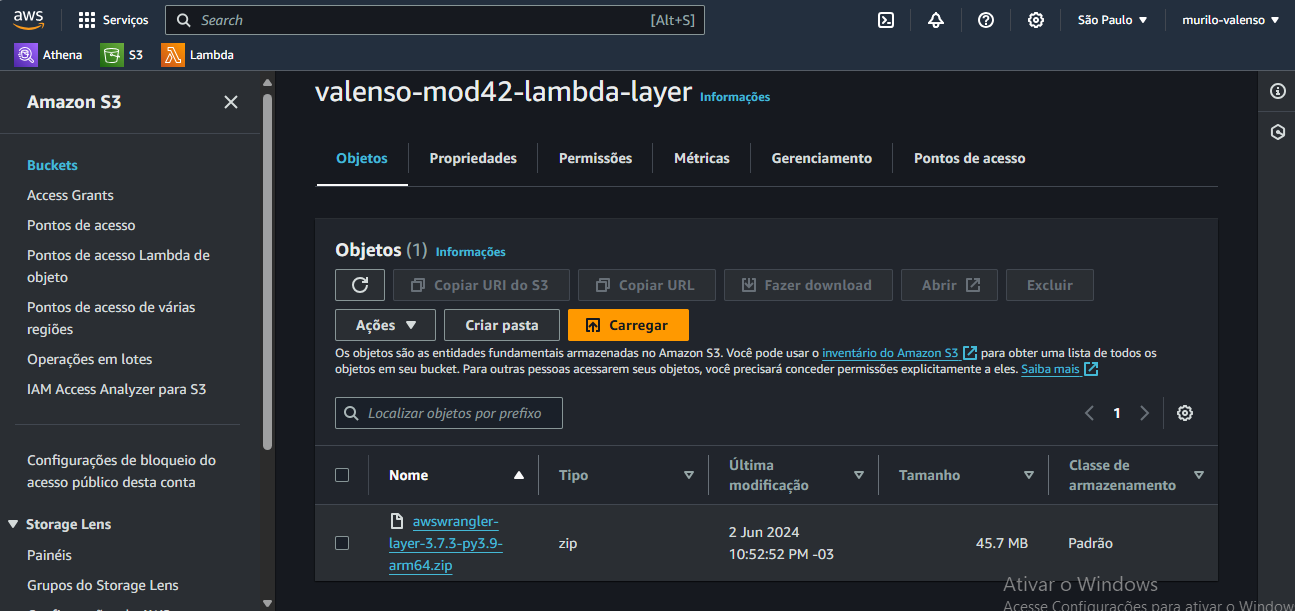 aws
Serviços
Search
[Alt+S]
São Paulo
murilo-valenso
Athena
S3
Lambda
Amazon S3
Buckets
Access Grants
Pontos de acesso
Pontos de acesso Lambda de
objeto
Pontos de acesso de várias
regiões
Operações em lotes
IAM Access Analyzer para S3
Configurações de bloqueio do
acesso público desta conta
Storage Lens
Painéis
Grupos do Storage Lens
valenso-mod42-lambda-layer
Informações
Objetos
Propriedades
Permissões
Métricas
Gerenciamento
Pontos de acesso
Objetos (1)
Informações
Copiar URI do S3
Copiar URL
Fazer download
Abrir
Excluir
Ações
Criar pasta
Carregar
Os objetos são as entidades fundamentais armazenadas no Amazon S3. Você pode usar o inventário do Amazon S3 para obter uma lista de todos os
objetos em seu bucket. Para outras pessoas acessarem seus objetos, você precisará conceder permissões explicitamente a eles. Saiba mais
Localizar objetos por prefixo
1
Nome
Tipo
Última
modificação
Tamanho
Classe de
armazenamento
awswrangler-
layer-3.7.3-py3.9-
arm64.zip
zip
2 Jun 2024
10:52:52 PM -03
45.7 MB
Padrão
Ativar o Windows
Acesse Configurações para ativar o Window